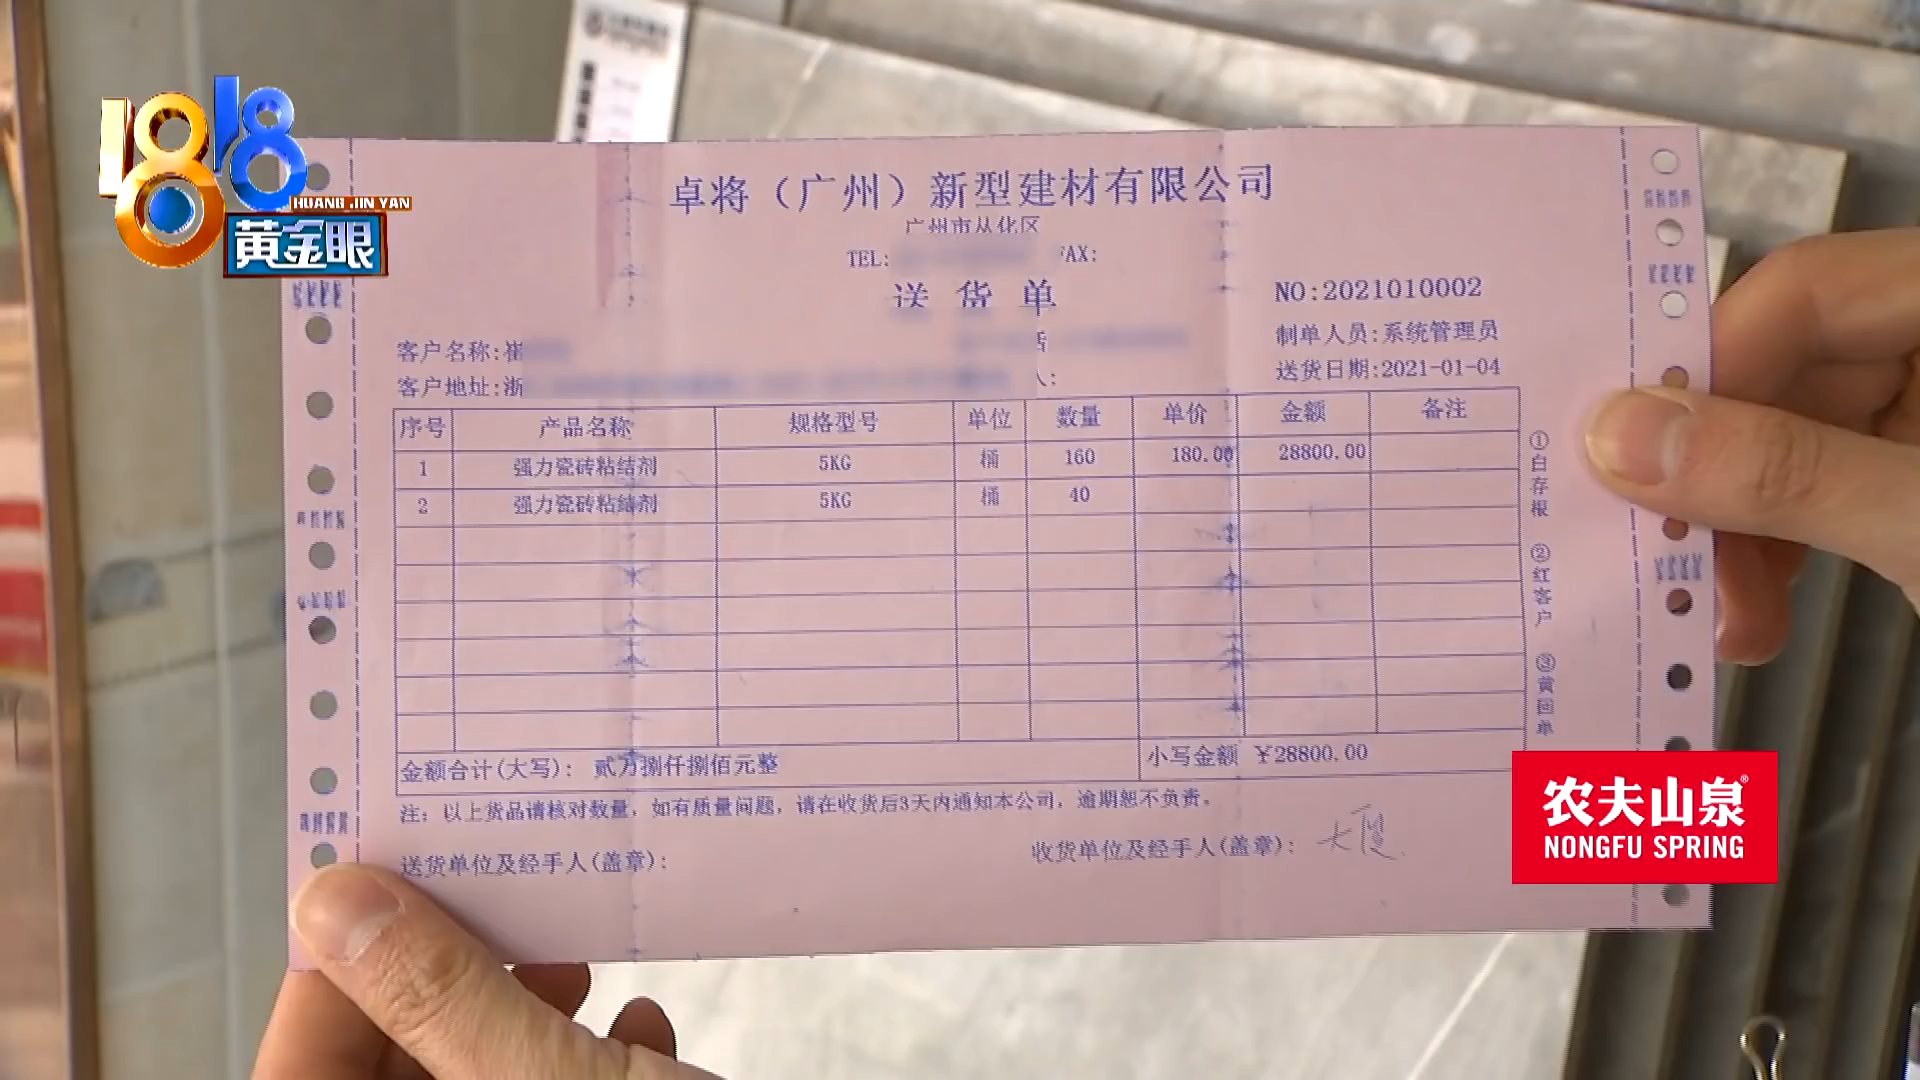 1818
HUANG JIN YAN
黄金眼
卓将（广州）新型建材有限公司
广州市从化区
TEL: FAX:
送货单
NO:2021010002
制单人员:系统管理员
客户名称:崔
送货日期:2021-01-04
客户地址:浙
序号 产品名称 规格型号 单位 数量 单价 金额 备注
1 强力瓷砖粘结剂 5KG 桶 160 180.00 28800.00
2 强力瓷砖粘结剂 5KG 桶 40
金额合计(大写): 贰万捌仟捌佰元整 小写金额 ¥28800.00
注: 以上货品请核对数量, 如有质量问题, 请在收货后3天内通知本公司, 逾期恕不负责。
送货单位及经手人(盖章): 收货单位及经手人(盖章):
①白存根 ②红客户 ③黄回单
农夫山泉®
NONGFU SPRING